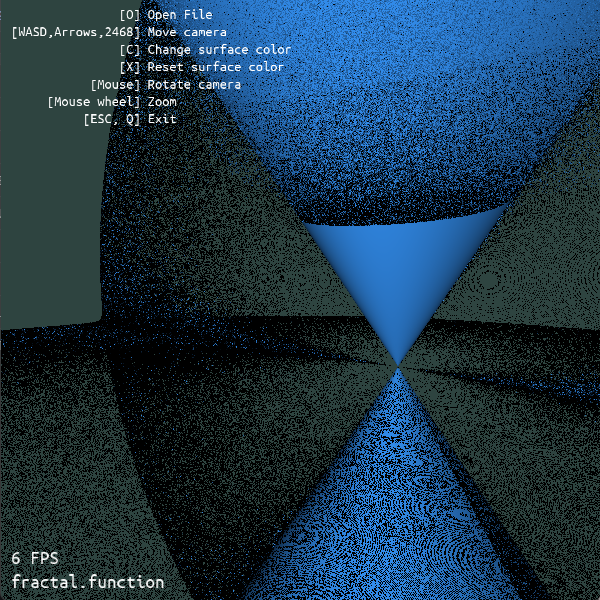 [O] Open File
[WASD,Arrows,2468] Move camera
[C] Change surface color
[X] Reset surface color
[Mouse] Rotate camera
[Mouse wheel] Zoom
[ESC, Q] Exit
6 FPS
fractal.function